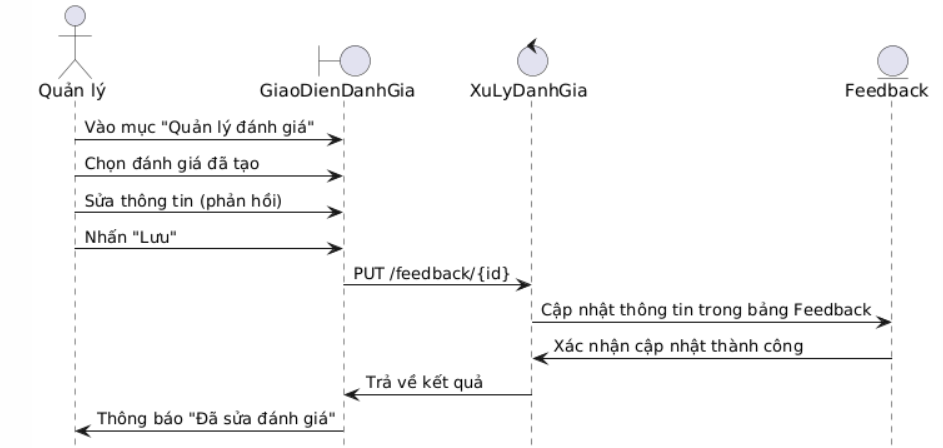 Quản lý
GiaoDienDanhGia
XuLyDanhGia
Feedback
Vào mục "Quản lý đánh giá"
Chọn đánh giá đã tạo
Sửa thông tin (phản hồi)
Nhấn "Lưu"
PUT /feedback/{id}
Cập nhật thông tin trong bảng Feedback
Xác nhận cập nhật thành công
Trả về kết quả
Thông báo "Đã sửa đánh giá"